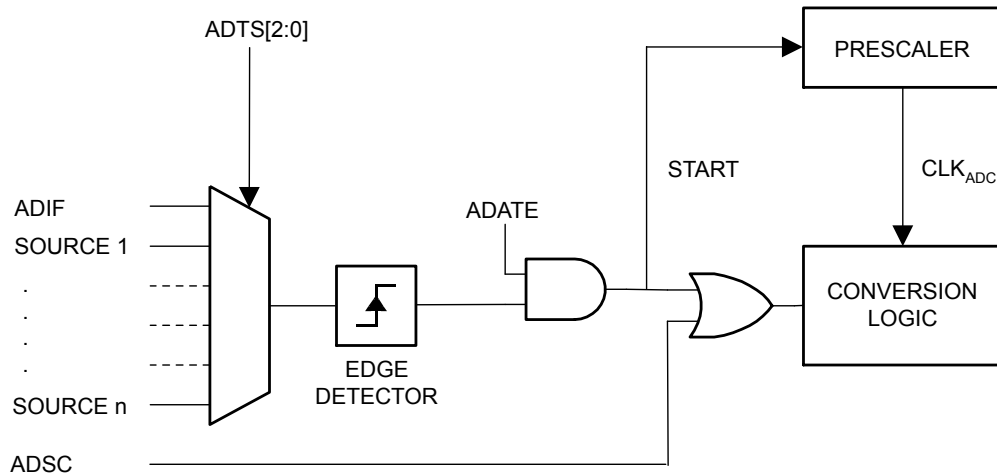 ADTS[2:0]
PRESCALER
START
CLKADC
ADIF
ADATE
SOURCE 1
.
.
.
.
CONVERSION
LOGIC
EDGE
DETECTOR
SOURCE n
ADSC